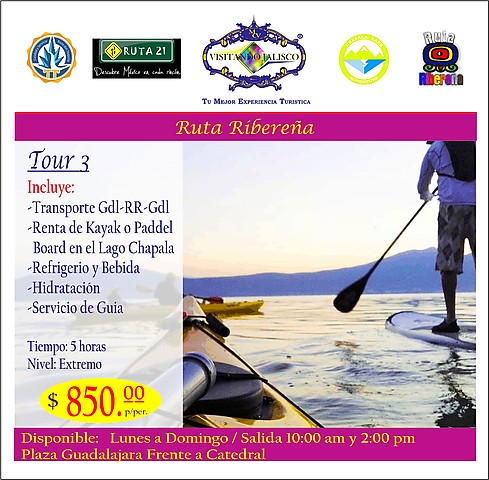 RUTA 21
Descubre México en cada rincón
VISITANDO JALISCO
Tu Mejor Experiencia Turistica
Ruta
Ribereña
Ruta Ribereña
Tour 3
Incluye:
-Transporte Gdl-RR-Gdl
-Renta de Kayak o Paddel
Board en el Lago Chapala
-Refrigerio y Bebida
-Hidratación
-Servicio de Guia
Tiempo: 5 horas
Nivel: Extremo
$ 850.00
p/per.
Disponible: Lunes a Domingo / Salida 10:00 am y 2:00 pm
Plaza Guadalajara Frente a Catedral